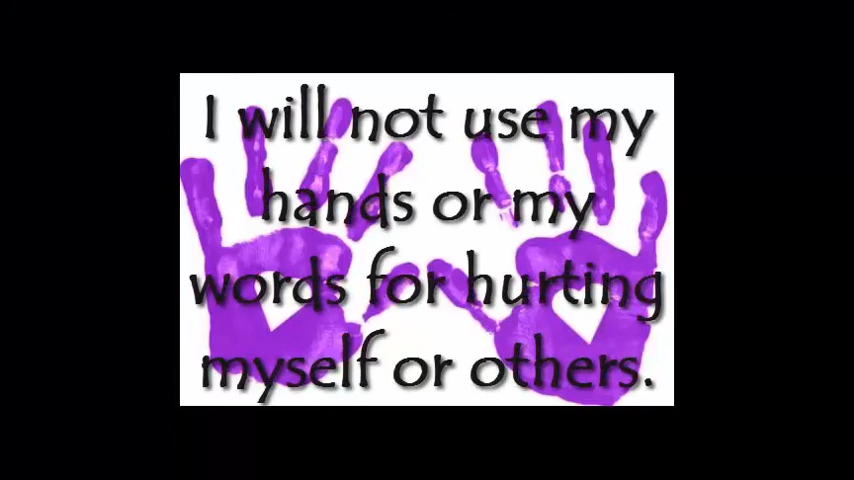 I will not use my
hands or my
words for hurting
myself or others.